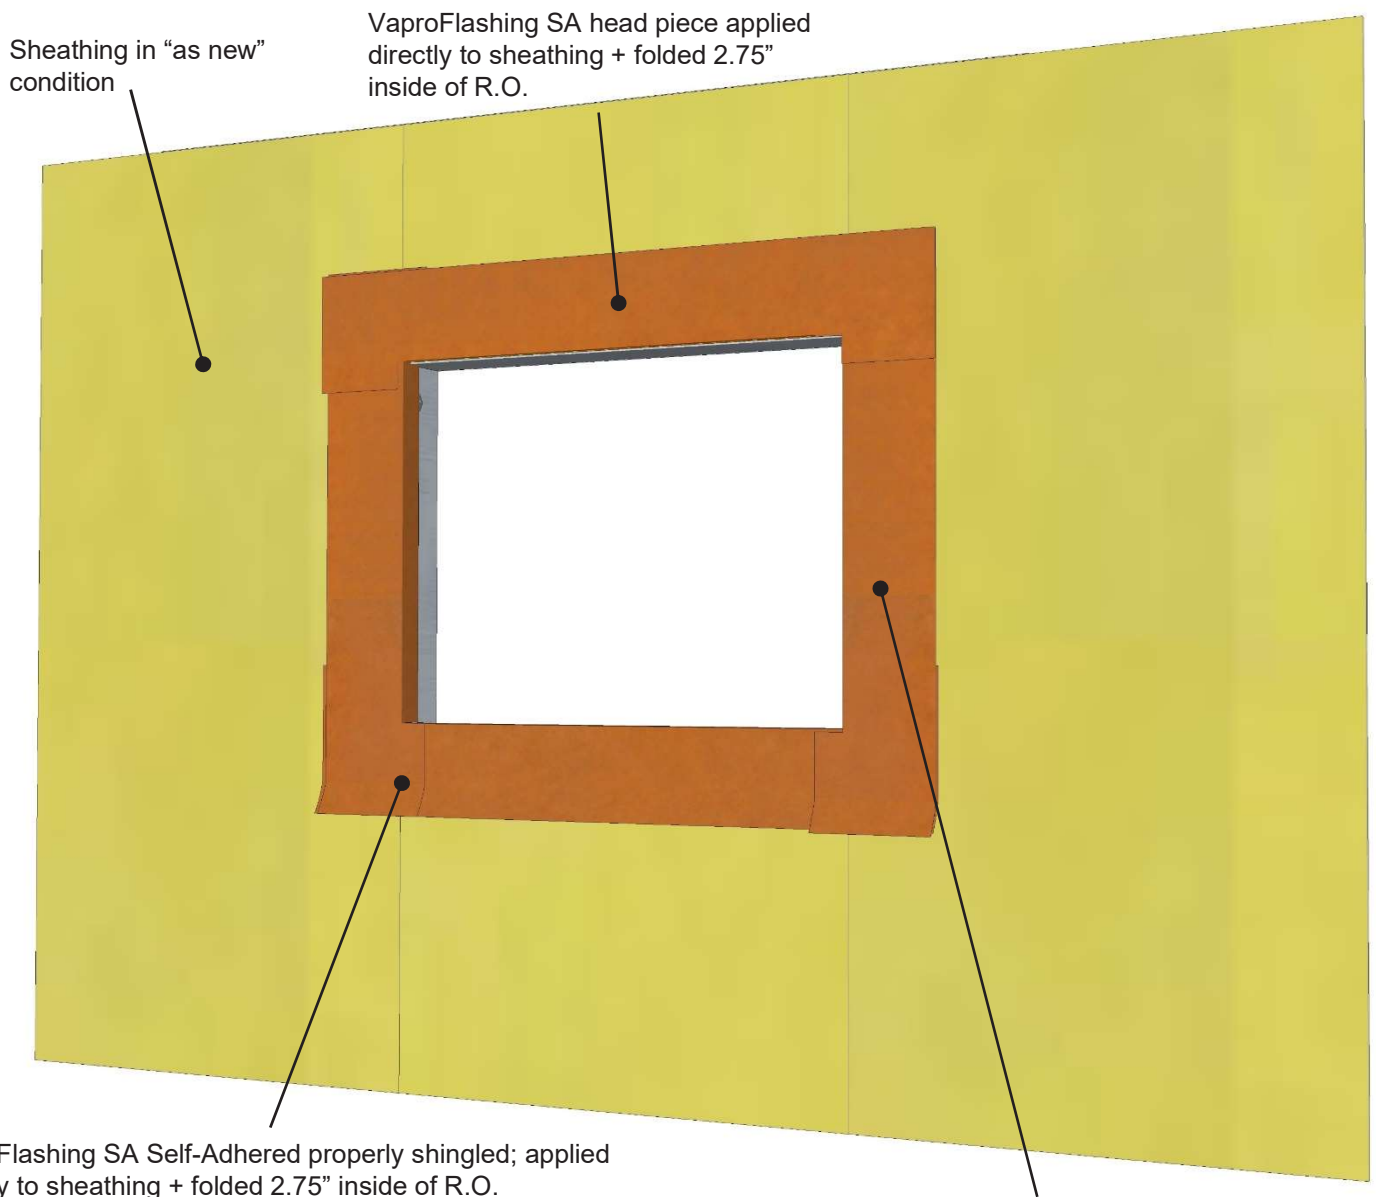 Sheathing in “as new”
condition
VaproFlashing SA head piece applied
directly to sheathing + folded 2.75”
inside of R.O.
Flashing SA Self-Adhered properly shingled; applied
y to sheathing + folded 2.75” inside of R.O.